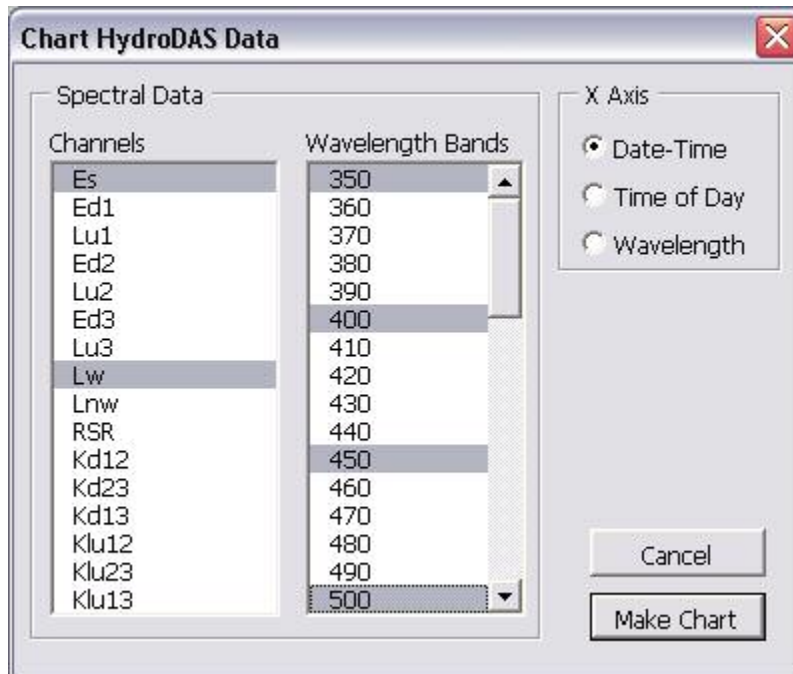 Chart HydroDAS Data
Spectral Data
Channels
Es
Ed1
Lu1
Ed2
Lu2
Ed3
Lu3
Lw
Lnw
RSR
Kd12
Kd23
Kd13
Klu12
Klu23
Klu13
Wavelength Bands
350
360
370
380
390
400
410
420
430
440
450
460
470
480
490
500
X Axis
Date-Time
Time of Day
Wavelength
Cancel
Make Chart